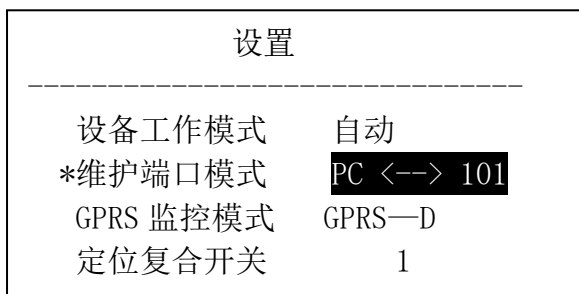 设置
--------------------------------
设备工作模式 自动
*维护端口模式 PC <--> 101
GPRS 监控模式 GPRS—D
定位复合开关 1